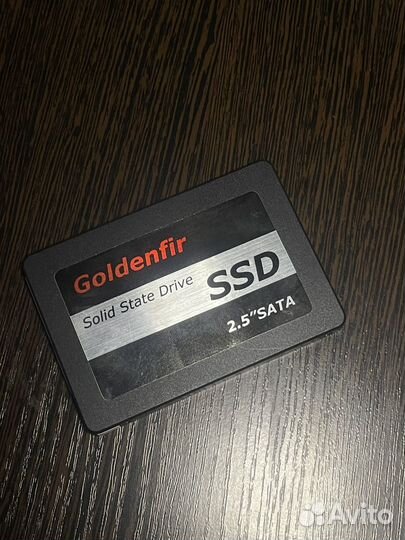 Goldenfir
Solid State Drive
SSD
2.5"SATA
Avito